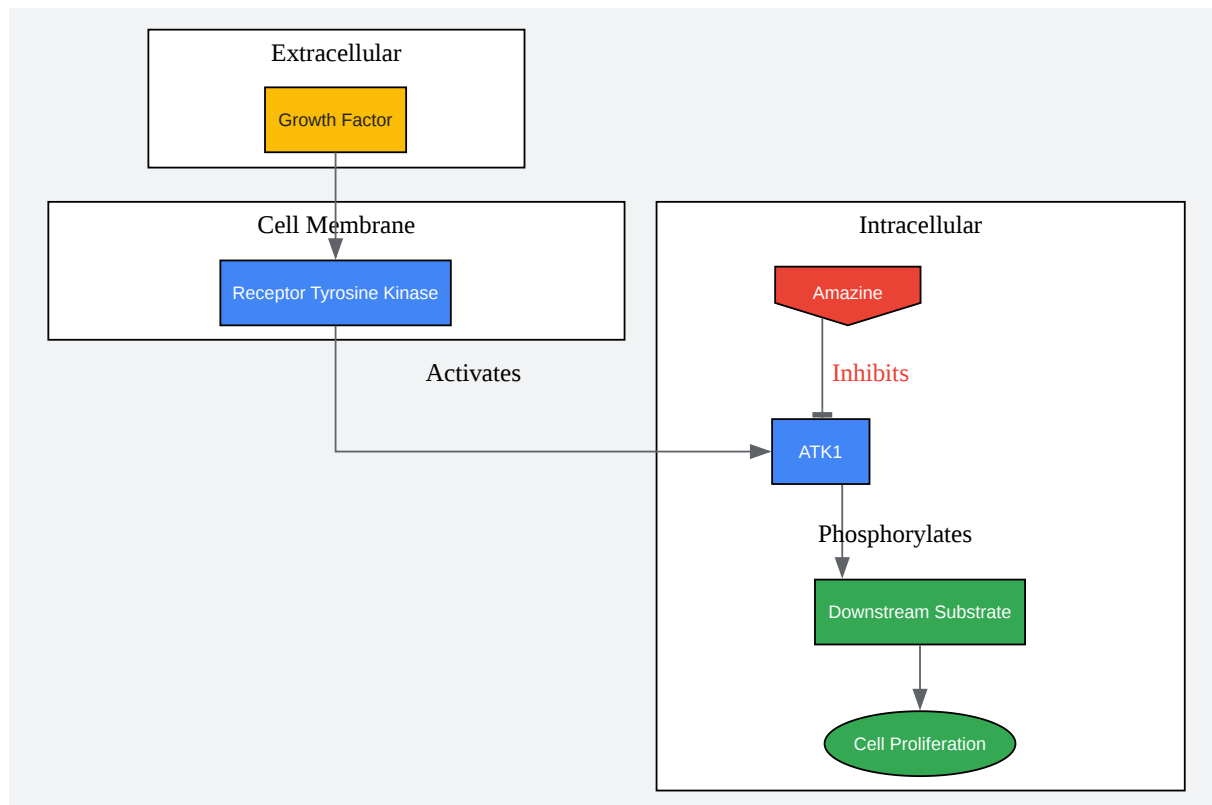 Extracellular
Growth Factor
Cell Membrane
Receptor Tyrosine Kinase
Activates
Intracellular
Amazine
Inhibits
ATK1
Phosphorylates
Downstream Substrate
Cell Proliferation